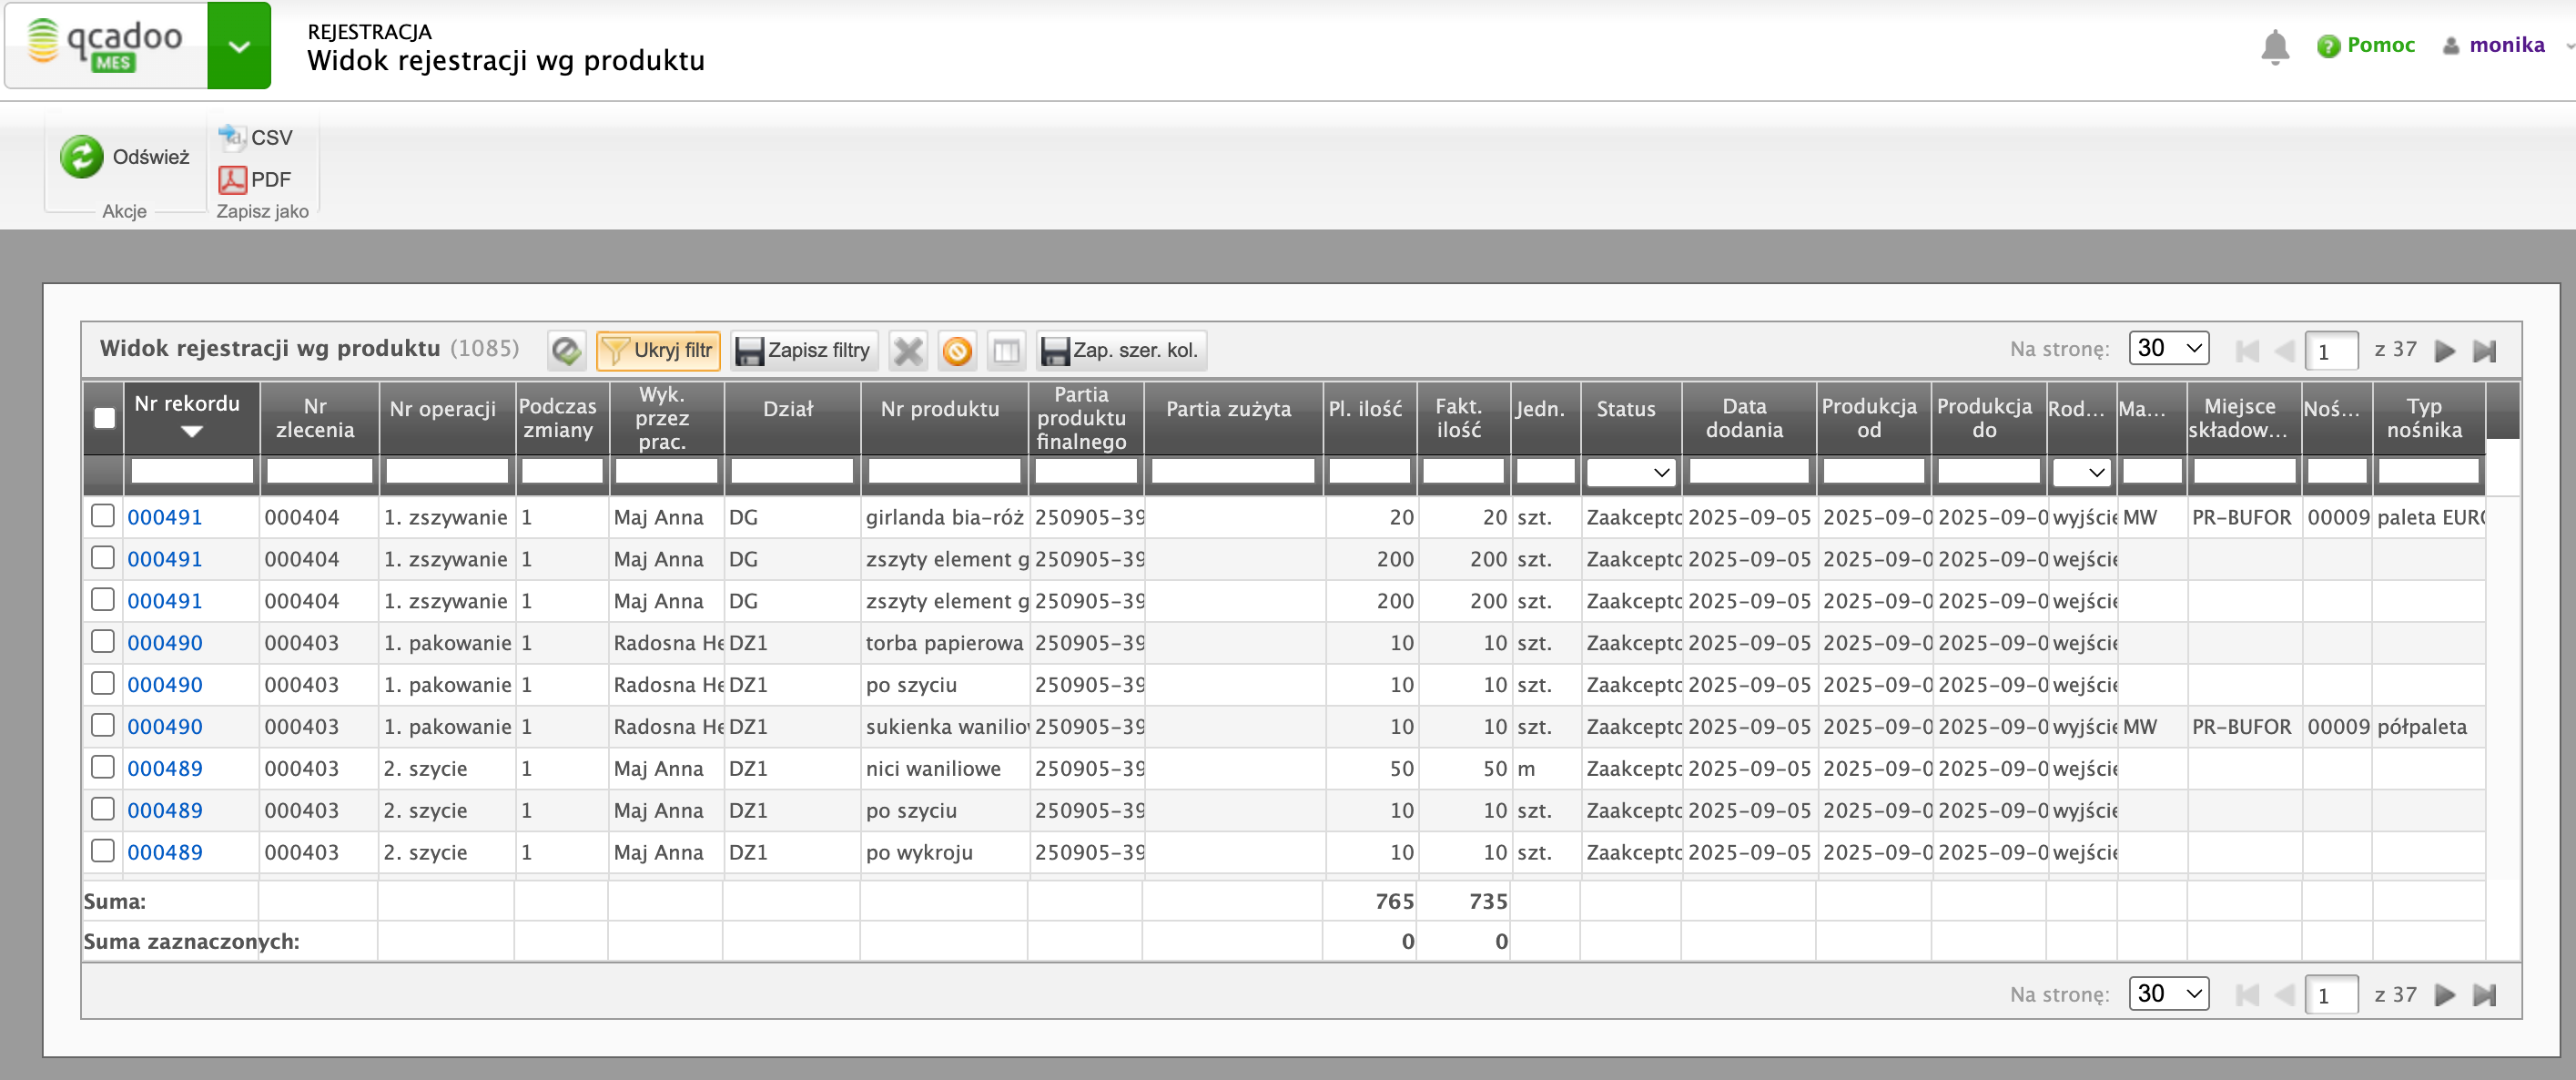 qcadoo
MES
REJESTRACJA
Widok rejestracji wg produktu
Pomoc
monika
Odśwież
Akcje
CSV
PDF
Zapisz jako
Widok rejestracji wg produktu (1085) Ukryj filtr Zapisz filtry Zap. szer. kol. Na stronę: 30 1 z 37
Nr rekordu Nr zlecenia Nr operacji Podczas zmiany Wyk. przez prac. Dział Nr produktu Partia produktu finalnego Partia zużyta Pl. ilość Fakt. ilość Jedn. Status Data dodania Produkcja od Produkcja do Rod... Ma... Miejsce składow... Noś... Typ nośnika
000491 000404 1. zszywanie 1 Maj Anna DG girlanda bia-róż 250905-39 20 20 szt. Zaakcepto 2025-09-05 2025-09-0 2025-09-0 wyjście MW PR-BUFOR 00009 paleta EURO
000491 000404 1. zszywanie 1 Maj Anna DG zszyty element g 250905-39 200 200 szt. Zaakcepto 2025-09-05 2025-09-0 2025-09-0 wejście
000491 000404 1. zszywanie 1 Maj Anna DG zszyty element g 250905-39 200 200 szt. Zaakcepto 2025-09-05 2025-09-0 2025-09-0 wejście
000490 000403 1. pakowanie 1 Radosna He DZ1 torba papierowa 250905-39 10 10 szt. Zaakcepto 2025-09-05 2025-09-0 2025-09-0 wejście
000490 000403 1. pakowanie 1 Radosna He DZ1 po szyciu 250905-39 10 10 szt. Zaakcepto 2025-09-05 2025-09-0 2025-09-0 wejście
000490 000403 1. pakowanie 1 Radosna He DZ1 sukienka wanilio 250905-39 10 10 szt. Zaakcepto 2025-09-05 2025-09-0 2025-09-0 wyjście MW PR-BUFOR 00009 półpaleta
000489 000403 2. szycie 1 Maj Anna DZ1 nici waniliowe 250905-39 50 50 m Zaakcepto 2025-09-05 2025-09-0 2025-09-0 wejście
000489 000403 2. szycie 1 Maj Anna DZ1 po szyciu 250905-39 10 10 szt. Zaakcepto 2025-09-05 2025-09-0 2025-09-0 wyjście
000489 000403 2. szycie 1 Maj Anna DZ1 po wykroju 250905-39 10 10 szt. Zaakcepto 2025-09-05 2025-09-0 2025-09-0 wejście
Suma: 765 735
Suma zaznaczonych: 0 0
Na stronę: 30 1 z 37